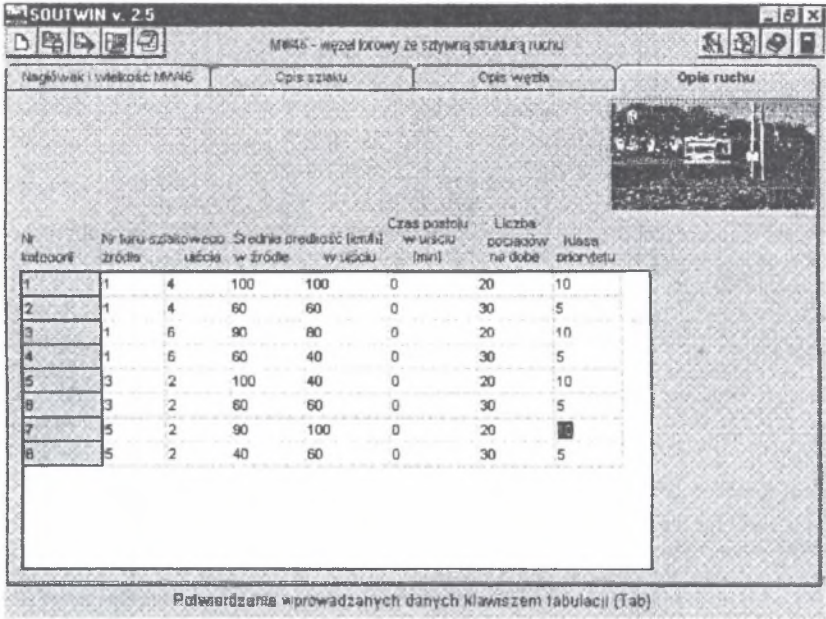 SOUTWIN v. 2.5
MW46 - węzeł torowy ze sztywną strukturą ruchu
Nagłówek i wielkość MW46 Opis szlaku Opis węzła Opis ruchu
Nr kategorii Nr toru szlakowego źródła ujścia Średnia prędkość [km/h] w źródle w ujściu Czas postoju w ujściu [min] Liczba pociągów na dobę Klasa priorytetu
1 1 4 100 100 0 20 10
2 1 4 60 60 0 30 5
3 1 6 90 80 0 20 10
4 1 6 60 40 0 30 5
5 3 2 100 40 0 20 10
6 3 2 60 60 0 30 5
7 5 2 90 100 0 20 10
8 5 2 40 60 0 30 5
Potwierdzenie wprowadzanych danych klawiszem tabulacji (Tab)